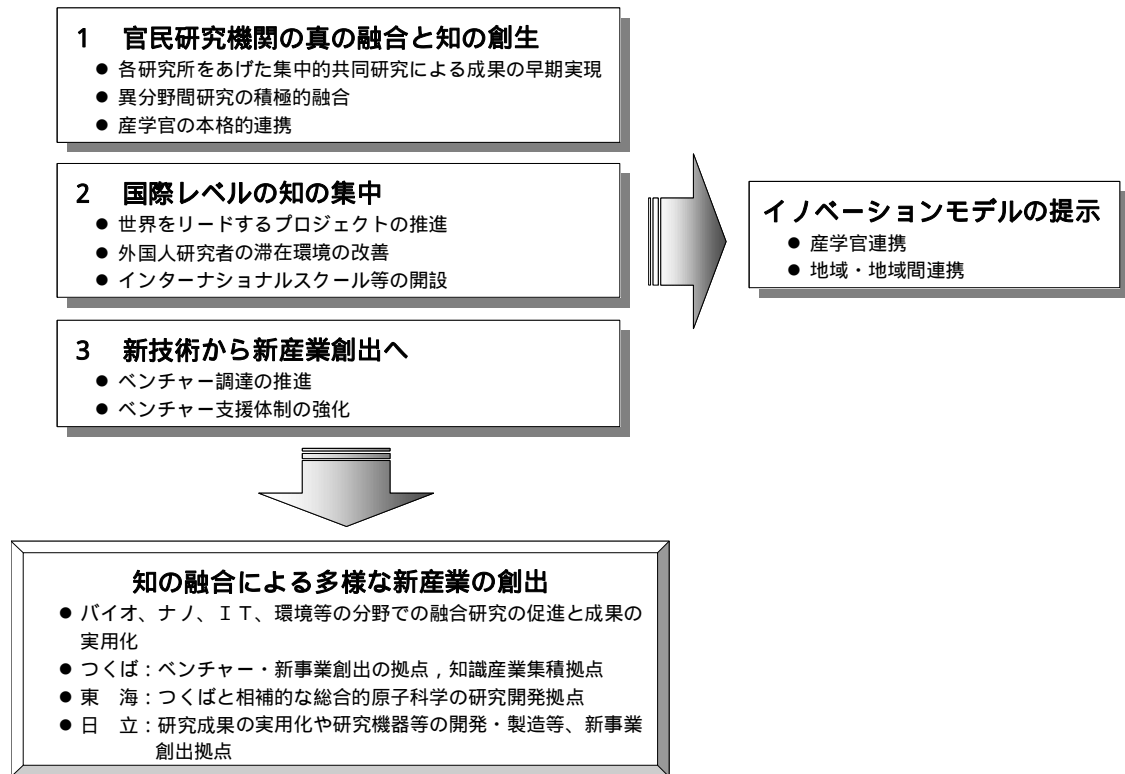 1 官民研究機関の真の融合と知の創生
● 各研究所をあげた集中的共同研究による成果の早期実現
● 異分野間研究の積極的融合
● 産学官の本格的連携
2 国際レベルの知の集中
● 世界をリードするプロジェクトの推進
● 外国人研究者の滞在環境の改善
● インターナショナルスクール等の開設
3 新技術から新産業創出へ
● ベンチャー調達の推進
● ベンチャー支援体制の強化
イノベーションモデルの提示
● 産学官連携
● 地域・地域間連携
知の融合による多様な新産業の創出
● バイオ、ナノ、ＩＴ、環境等の分野での融合研究の促進と成果の
実用化
● つくば：ベンチャー・新事業創出の拠点，知識産業集積拠点
● 東　海：つくばと相補的な総合的原子科学の研究開発拠点
● 日　立：研究成果の実用化や研究機器等の開発・製造等、新事業
創出拠点